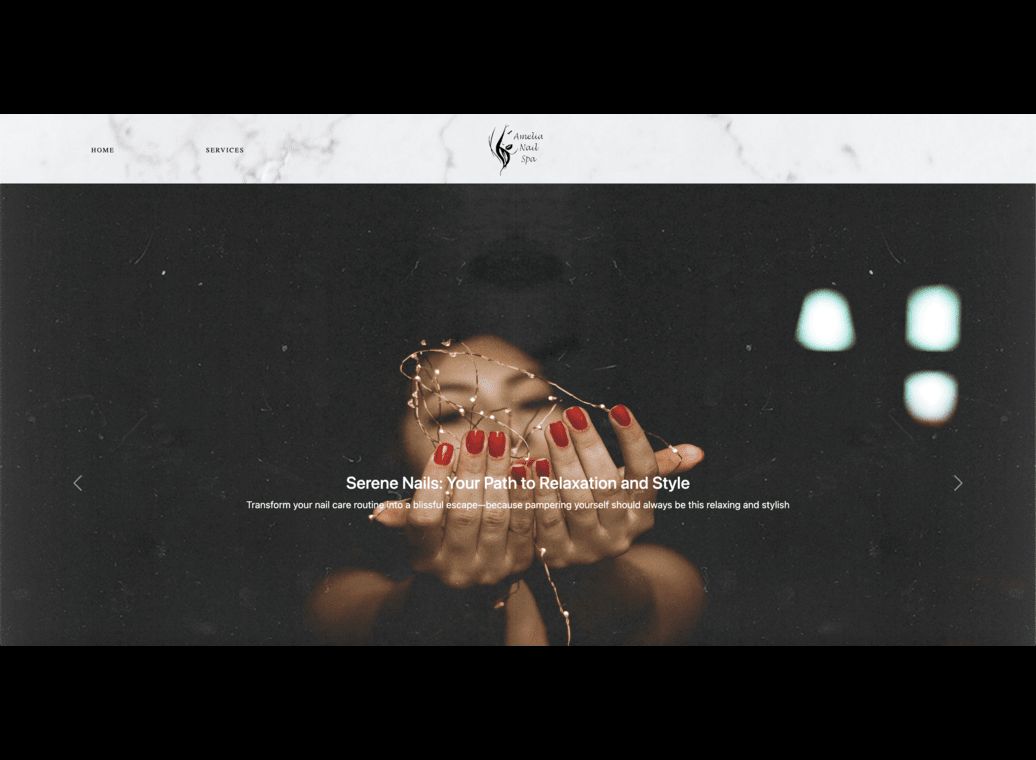 HOME
SERVICES
Amelia
Nail
Spa
Serene Nails: Your Path to Relaxation and Style
Transform your nail care routine into a blissful escape—because pampering yourself should always be this relaxing and stylish